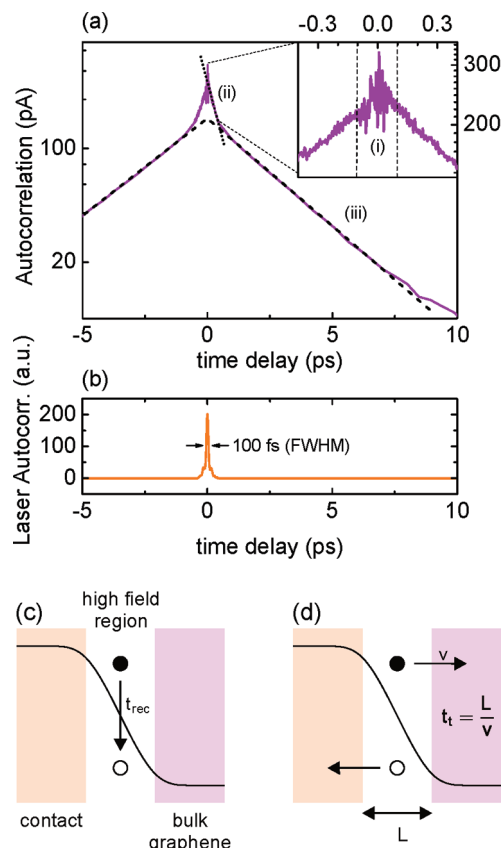 (a)
-0.3 0.0 0.3
300
200
(i)
(ii)
(iii)
Autocorrelation (pA)
100
20
-5 0 5 10
time delay (ps)
(b)
Laser Autocorr. (a.u.)
200
100
0
100 fs (FWHM)
-5 0 5 10
time delay (ps)
(c)
high field
region
t_rec
contact
bulk
graphene
(d)
v
t_t = L/v
L